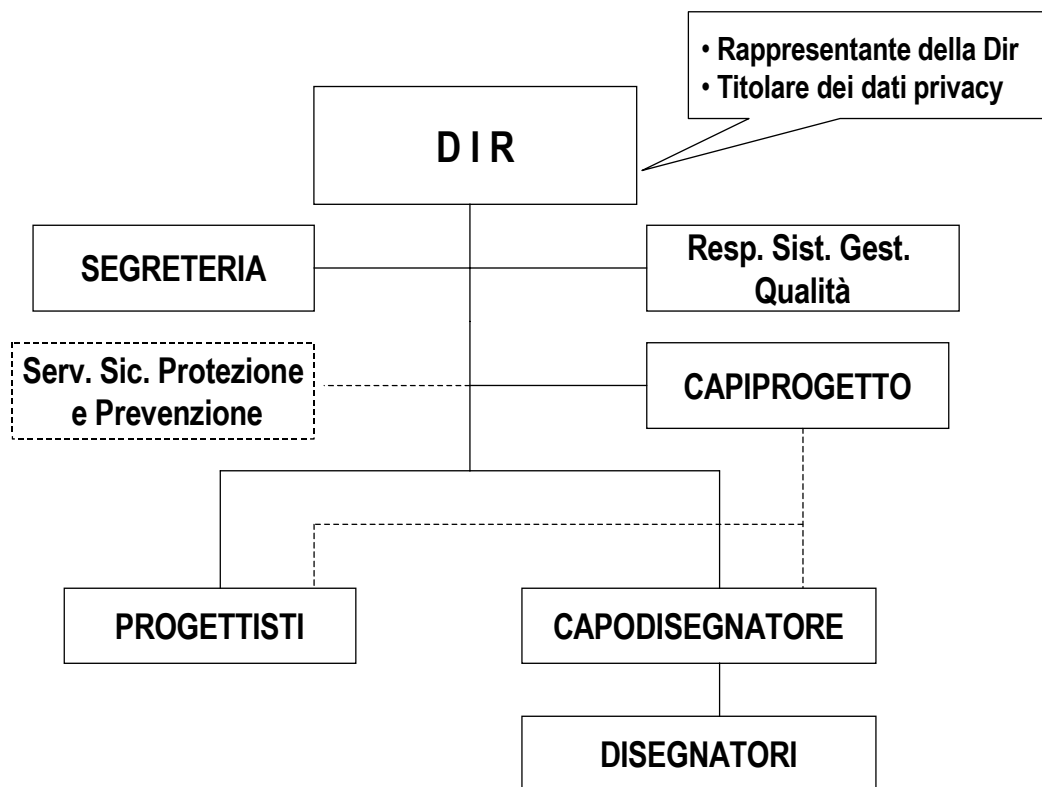 • Rappresentante della Dir
• Titolare dei dati privacy
D I R
SEGRETERIA
Resp. Sist. Gest.
Qualità
Serv. Sic. Protezione
e Prevenzione
CAPIPROGETTO
PROGETTISTI
CAPODISEGNATORE
DISEGNATORI